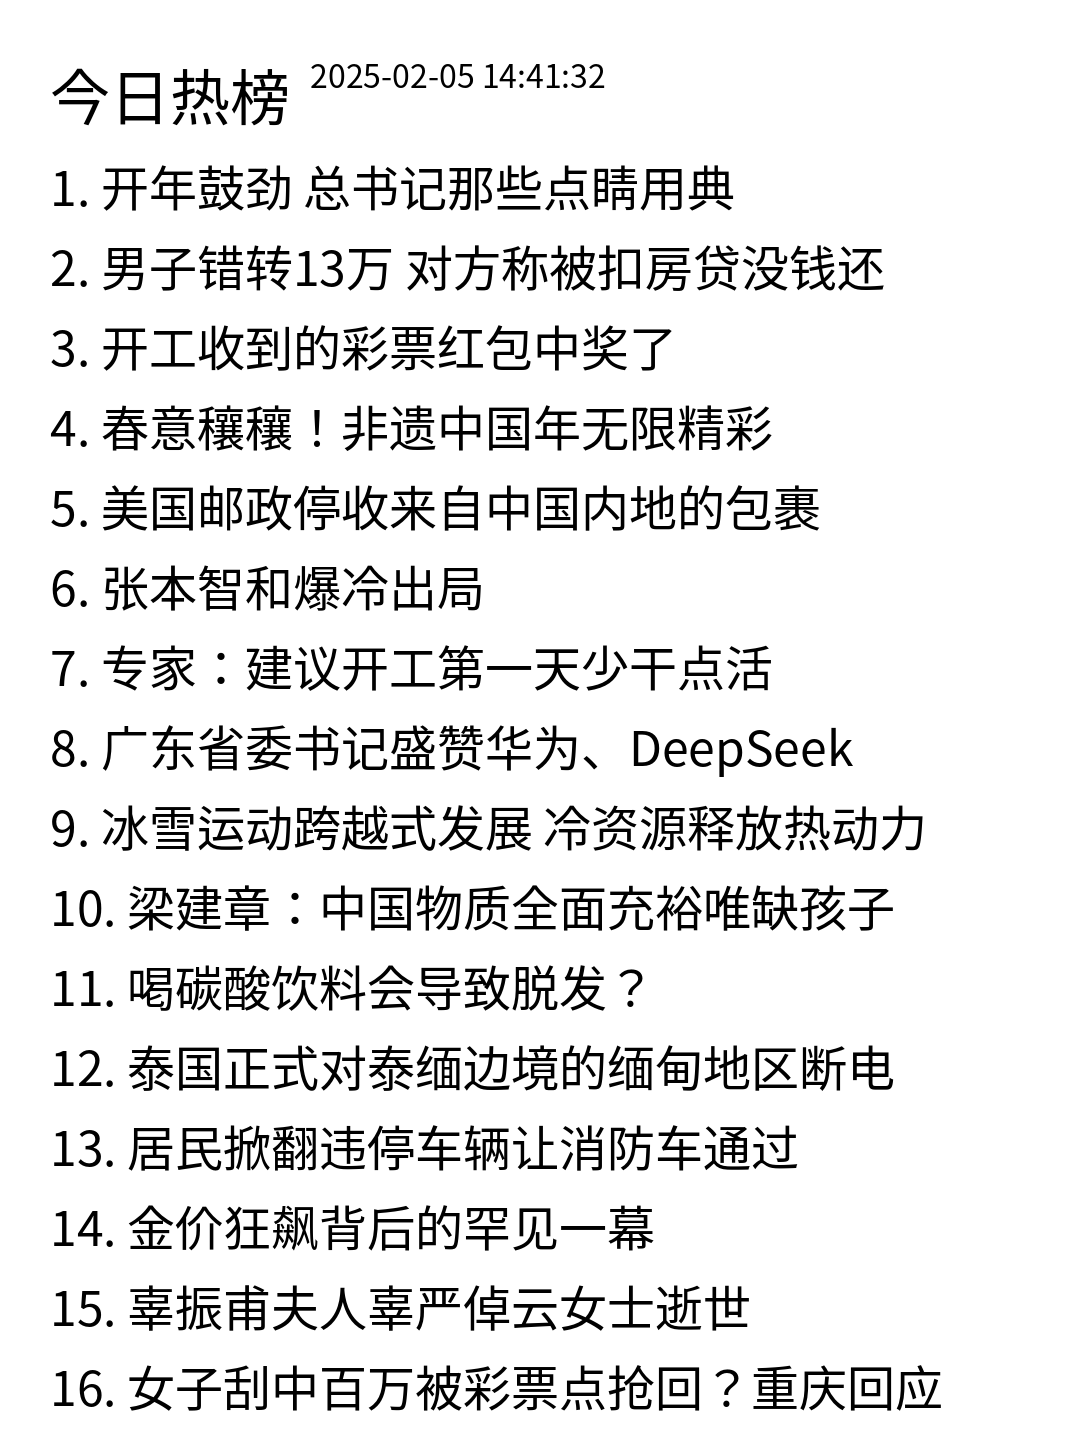 今日热榜 2025-02-05 14:41:32
1. 开年鼓劲 总书记那些点睛用典
2. 男子错转13万 对方称被扣房贷没钱还
3. 开工收到的彩票红包中奖了
4. 春意穰穰！非遗中国年无限精彩
5. 美国邮政停收来自中国内地的包裹
6. 张本智和爆冷出局
7. 专家：建议开工第一天少干点活
8. 广东省委书记盛赞华为、DeepSeek
9. 冰雪运动跨越式发展 冷资源释放热动力
10. 梁建章：中国物质全面充裕唯缺孩子
11. 喝碳酸饮料会导致脱发？
12. 泰国正式对泰缅边境的缅甸地区断电
13. 居民掀翻违停车辆让消防车通过
14. 金价狂飙背后的罕见一幕
15. 辜振甫夫人辜严倬云女士逝世
16. 女子刮中百万被彩票点抢回？重庆回应